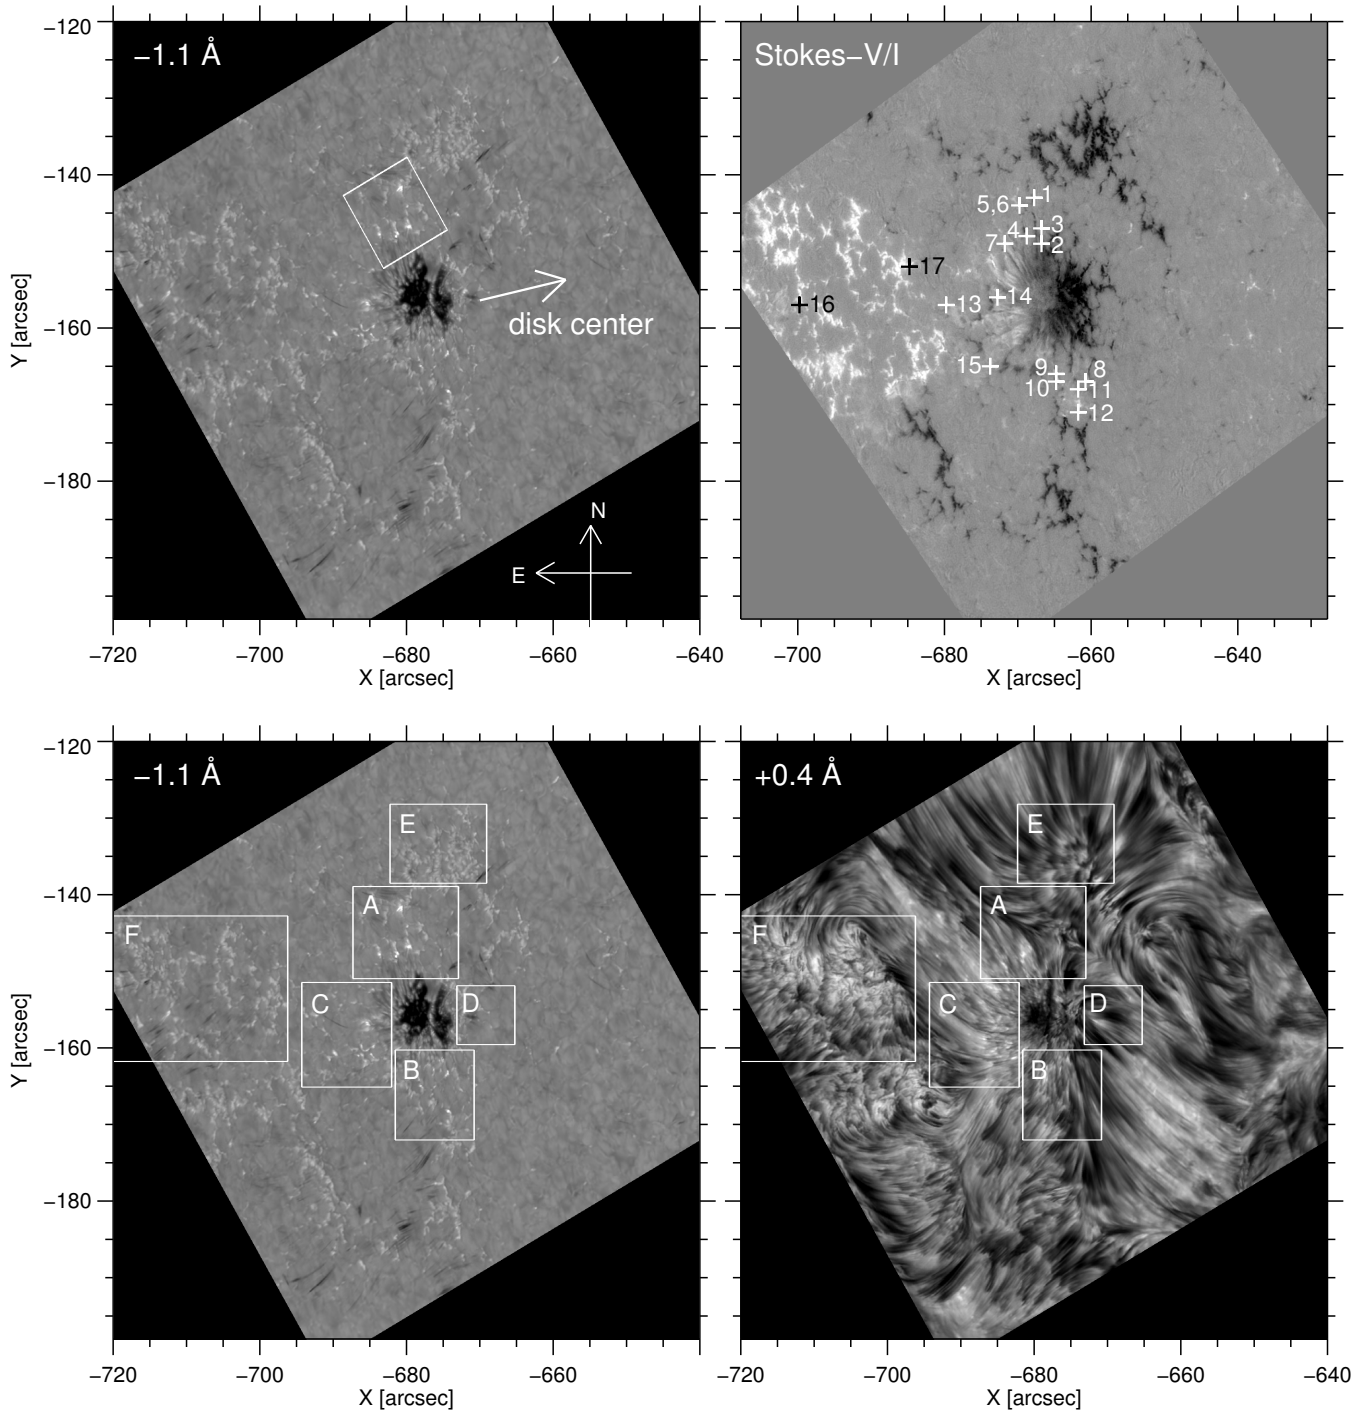 −1.1 Å
disk center
N
E
−120
−140
−160
−180
Y [arcsec]
−720
−700
−680
−660
−640
X [arcsec]
Stokes−V/I
1
5,6
3
4
7
2
17
14
16
13
15
9
8
10
11
12
−700
−680
−660
−640
X [arcsec]
−1.1 Å
E
A
F
C
D
B
−120
−140
−160
−180
Y [arcsec]
−720
−700
−680
−660
−640
X [arcsec]
+0.4 Å
E
A
F
C
D
B
−720
−700
−680
−660
−640
X [arcsec]